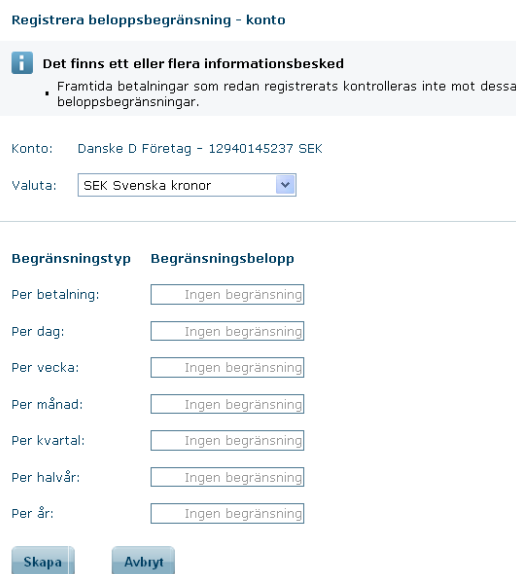 Registrera beloppsbegränsning - konto
Det finns ett eller flera informationsbesked
Framtida betalningar som redan registrerats kontrolleras inte mot dessa
beloppsbegränsningar.
Konto: Danske D Företag - 12940145237 SEK
Valuta: SEK Svenska kronor
Begränsningstyp Begränsningsbelopp
Per betalning: Ingen begränsning
Per dag: Ingen begränsning
Per vecka: Ingen begränsning
Per månad: Ingen begränsning
Per kvartal: Ingen begränsning
Per halvår: Ingen begränsning
Per år: Ingen begränsning
Skapa Avbryt